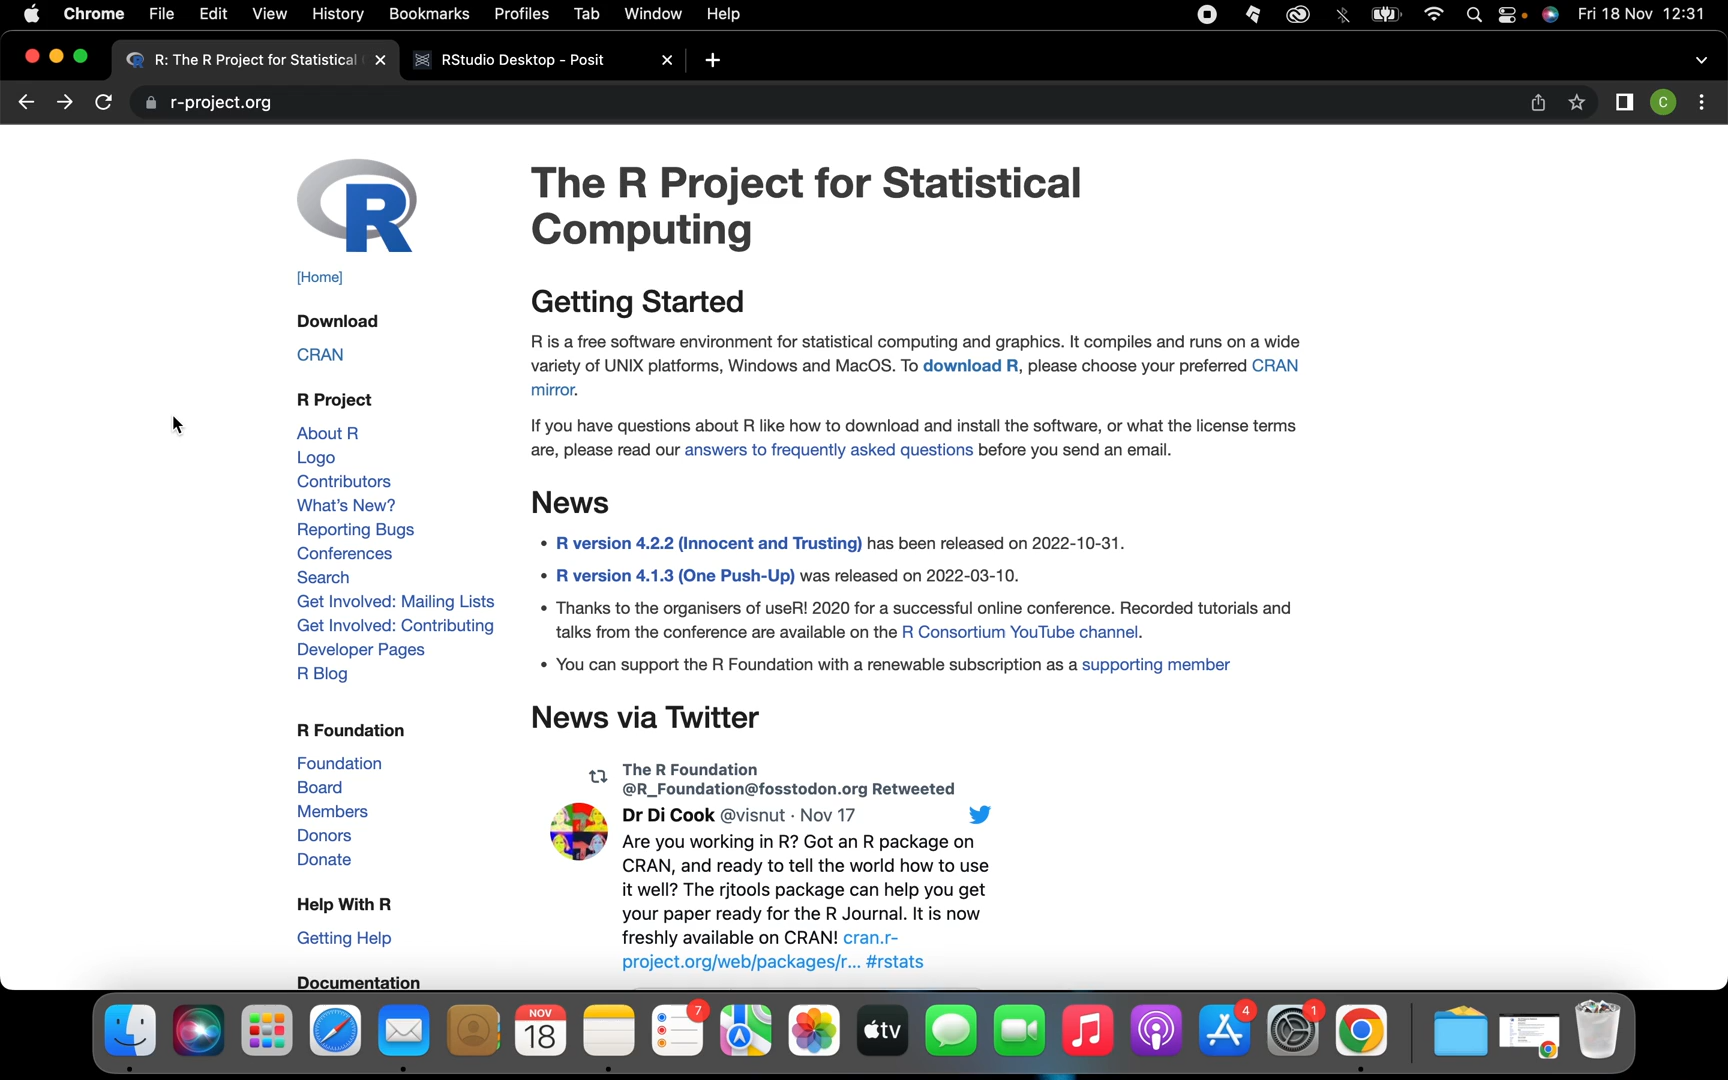 Chrome File Edit View History Bookmarks Profiles Tab Window Help Fri 18 Nov 12:31
R: The R Project for Statistical RStudio Desktop - Posit
r-project.org C
R
[Home]
Download
CRAN
R Project
About R
Logo
Contributors
What's New?
Reporting Bugs
Conferences
Search
Get Involved: Mailing Lists
Get Involved: Contributing
Developer Pages
R Blog
R Foundation
Foundation
Board
Members
Donors
Donate
Help With R
Getting Help
Documentation
The R Project for Statistical
Computing
Getting Started
R is a free software environment for statistical computing and graphics. It compiles and runs on a wide
variety of UNIX platforms, Windows and MacOS. To download R, please choose your preferred CRAN
mirror.
If you have questions about R like how to download and install the software, or what the license terms
are, please read our answers to frequently asked questions before you send an email.
News
• R version 4.2.2 (Innocent and Trusting) has been released on 2022-10-31.
• R version 4.1.3 (One Push-Up) was released on 2022-03-10.
• Thanks to the organisers of useR! 2020 for a successful online conference. Recorded tutorials and
talks from the conference are available on the R Consortium YouTube channel.
• You can support the R Foundation with a renewable subscription as a supporting member
News via Twitter
The R Foundation
@R_Foundation@fosstodon.org Retweeted
Dr Di Cook @visnut · Nov 17
Are you working in R? Got an R package on
CRAN, and ready to tell the world how to use
it well? The rjtools package can help you get
your paper ready for the R Journal. It is now
freshly available on CRAN! cran.r-
project.org/web/packages/r... #rstats
NOV
18
7
tv
4
1